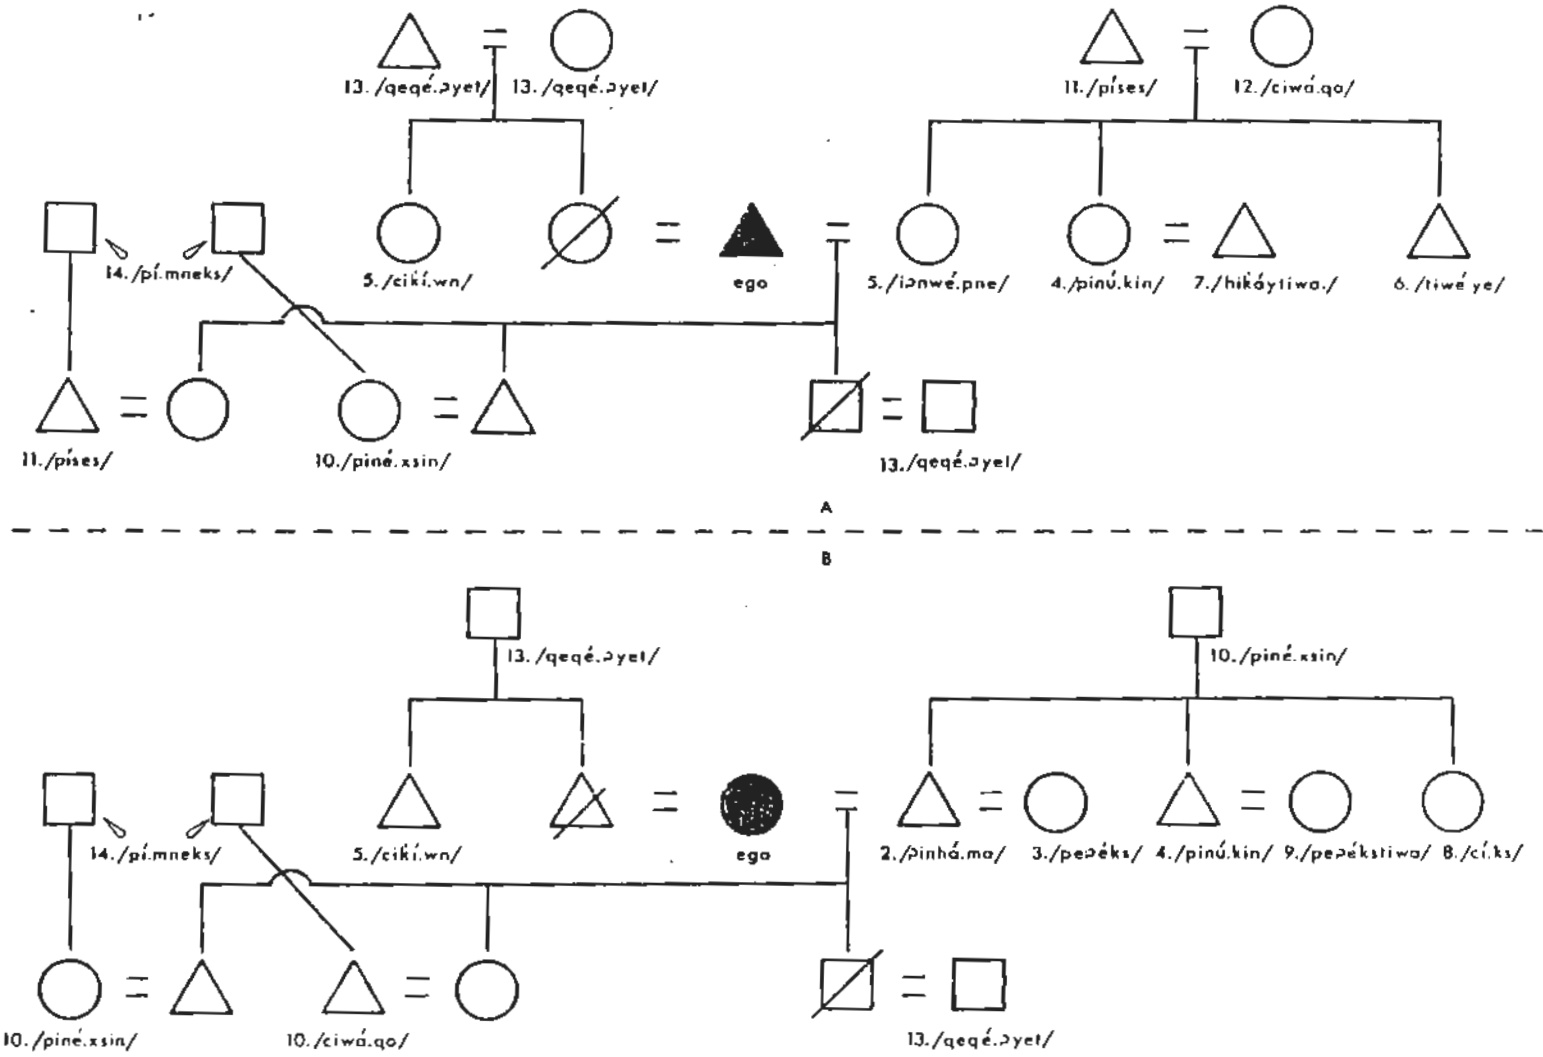 13. /qeqé.ɔyet/ 13. /qeqé.ɔyet/ 11. /píses/ 12. /ciwá.qo/
14. /pí.mneks/ 5. /cikí.wn/ ego 5. /iɔnwé.pne/ 4. /pinú.kin/ 7. /hikáytiwa./ 6. /tiwé ye/
11. /píses/ 10. /piné.xsin/ 13. /qeqé.ɔyet/
A
B
13. /qeqé.ɔyet/ 10. /piné.xsin/
14. /pí.mneks/ 5. /cikí.wn/ ego 2. /ɔinhá.ma/ 3. /peɔéks/ 4. /pinú.kin/ 9. /peɔékstiwa/ 8. /cí.ks/
10. /piné.xsin/ 10. /ciwá.qo/ 13. /qeqé.ɔyet/